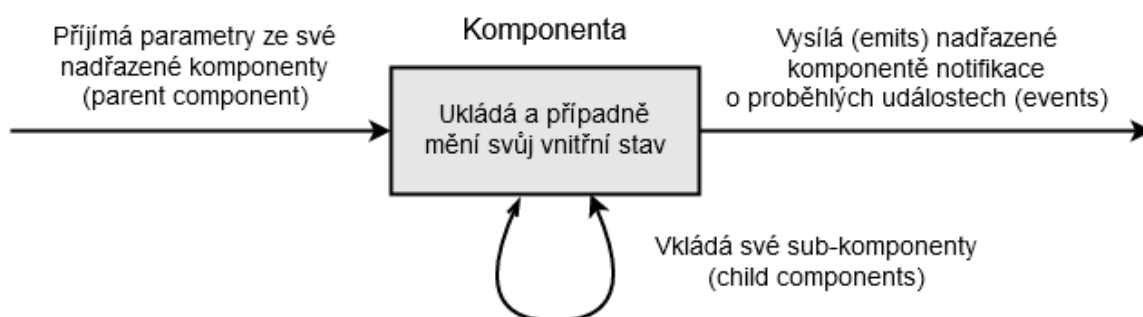 Příjímá parametry ze své
nadřazené komponenty
(parent component)
Komponenta
Ukládá a případně
mění svůj vnitřní stav
Vysílá (emits) nadřazené
komponentě notifikace
o proběhlých událostech (events)
Vkládá své sub-komponenty
(child components)